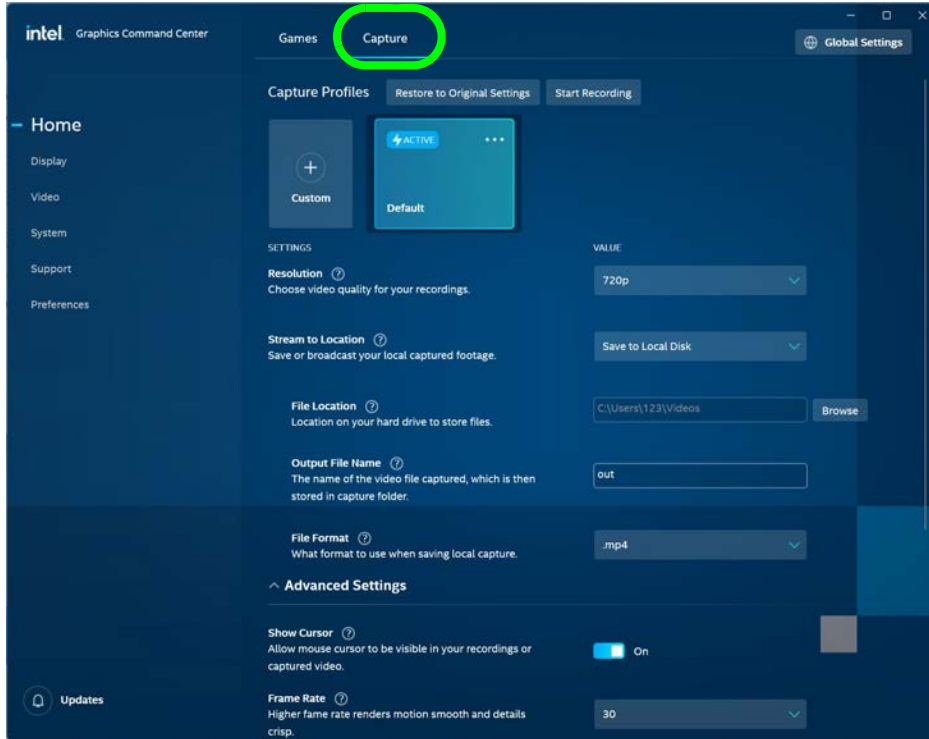 intel. Graphics Command Center
Games
Capture
Global Settings
Capture Profiles
Restore to Original Settings
Start Recording
Home
Display
Video
System
Support
Preferences
ACTIVE
Custom
Default
SETTINGS
VALUE
Resolution ?
Choose video quality for your recordings.
720p
Stream to Location ?
Save or broadcast your local captured footage.
Save to Local Disk
File Location ?
Location on your hard drive to store files.
C:\Users\123\Videos
Browse
Output File Name ?
The name of the video file captured, which is then
stored in capture folder.
out
File Format ?
What format to use when saving local capture.
.mp4
Advanced Settings
Show Cursor ?
Allow mouse cursor to be visible in your recordings or
captured video.
On
Frame Rate ?
Higher fame rate renders motion smooth and details
crisp.
30
Updates